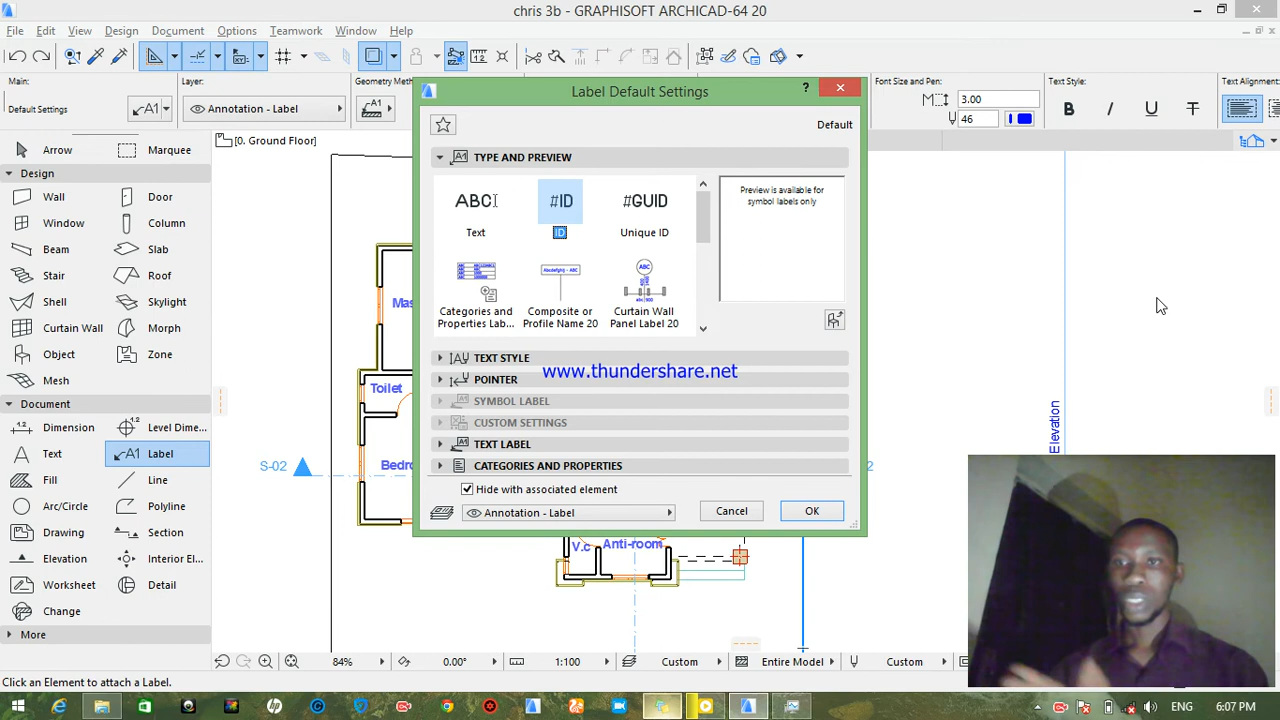 chris 3b - GRAPHISOFT ARCHICAD-64 20
File Edit View Design Document Options Teamwork Window Help
Main:
Default Settings
Layer:
Annotation - Label
Geometry Me
Font Size and Pen:
3.00
46
Text Style:
Text Alignment:
[0. Ground Floor]
Arrow Marquee
Design
Wall Door
Window Column
Beam Slab
Stair Roof
Shell Skylight
Curtain Wall Morph
Object Zone
Mesh
Document
Dimension Level Dime...
Text Label
Fill Line
Arc/Circle Polyline
Drawing Section
Elevation Interior El...
Worksheet Detail
Change
More
Label Default Settings
?
Default
TYPE AND PREVIEW
ABC
Text
#ID
ID
#GUID
Unique ID
Categories and Properties Lab...
Composite or Profile Name 20
Curtain Wall Panel Label 20
Preview is available for
symbol labels only
TEXT STYLE
www.thundershare.net
POINTER
SYMBOL LABEL
CUSTOM SETTINGS
TEXT LABEL
CATEGORIES AND PROPERTIES
Hide with associated element
Annotation - Label
Cancel
OK
Mas
Toilet
Bedro
S-02
V.c
Anti-room
Elevation
84% 0.00° 1:100 Custom Entire Model Custom
Click an Element to attach a Label.
ENG 6:07 PM